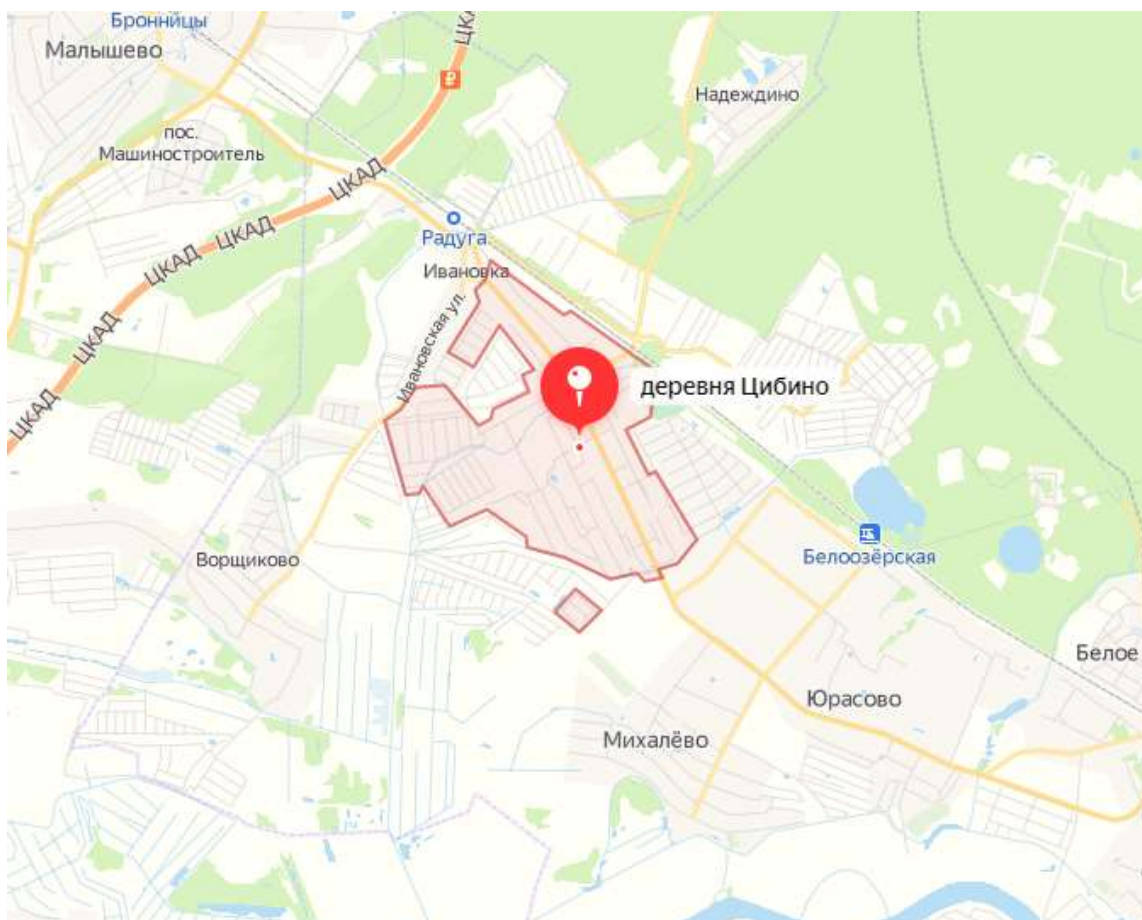 Бронницы
Малышево
ЦКАД
₽
Надеждино
пос.
Машиностроитель
ЦКАД
ЦКАД
ЦКАД
ЦКАД
ЦКАД
Радуга
Ивановка
Ивановская ул.
деревня Цибино
Ворщиково
Белоозёрская
Белое
Юрасово
Михалёво